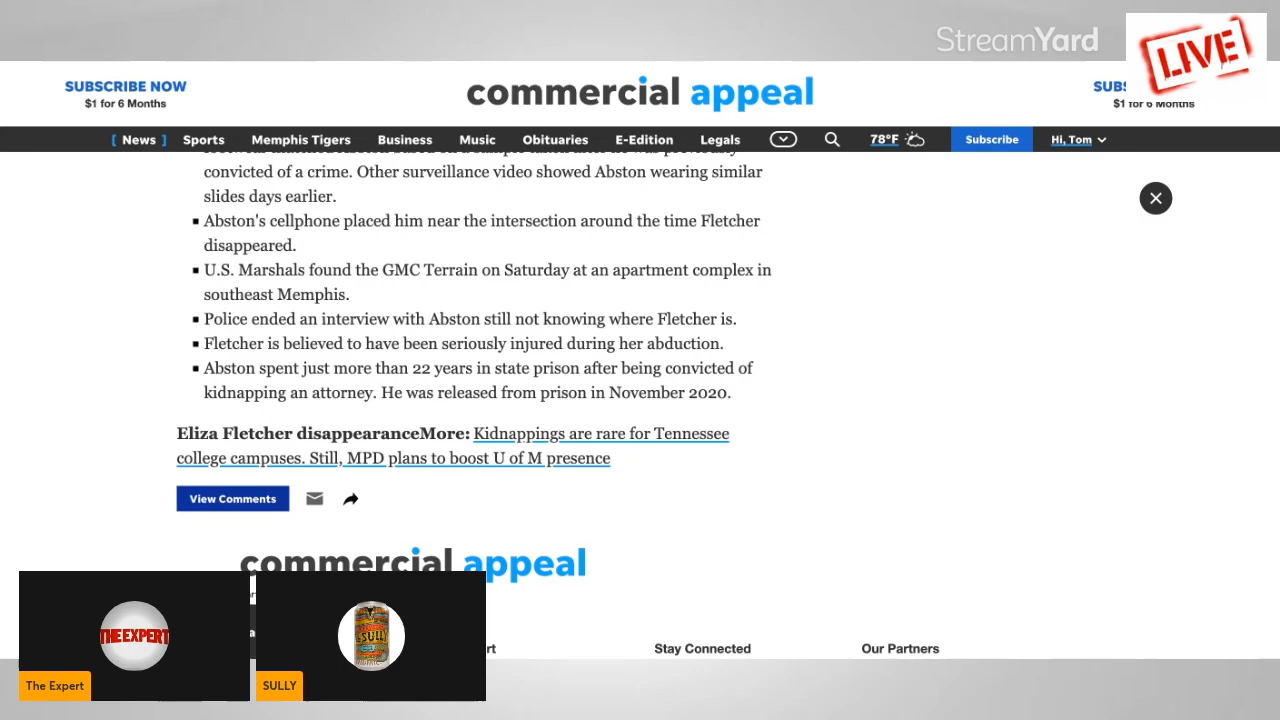 StreamYard
LIVE
SUBSCRIBE NOW
$1 for 6 Months
commercial appeal
SUBS
$1 for 6 Months
[ News ] Sports Memphis Tigers Business Music Obituaries E-Edition Legals 78°F Subscribe Hi, Tom
convicted of a crime. Other surveillance video showed Abston wearing similar
slides days earlier.
▪ Abston's cellphone placed him near the intersection around the time Fletcher
disappeared.
▪ U.S. Marshals found the GMC Terrain on Saturday at an apartment complex in
southeast Memphis.
▪ Police ended an interview with Abston still not knowing where Fletcher is.
▪ Fletcher is believed to have been seriously injured during her abduction.
▪ Abston spent just more than 22 years in state prison after being convicted of
kidnapping an attorney. He was released from prison in November 2020.
Eliza Fletcher disappearanceMore: Kidnappings are rare for Tennessee
college campuses. Still, MPD plans to boost U of M presence
View Comments
commercial appeal
rt
Stay Connected
Our Partners
THE EXPERT
SULLY
The Expert
SULLY